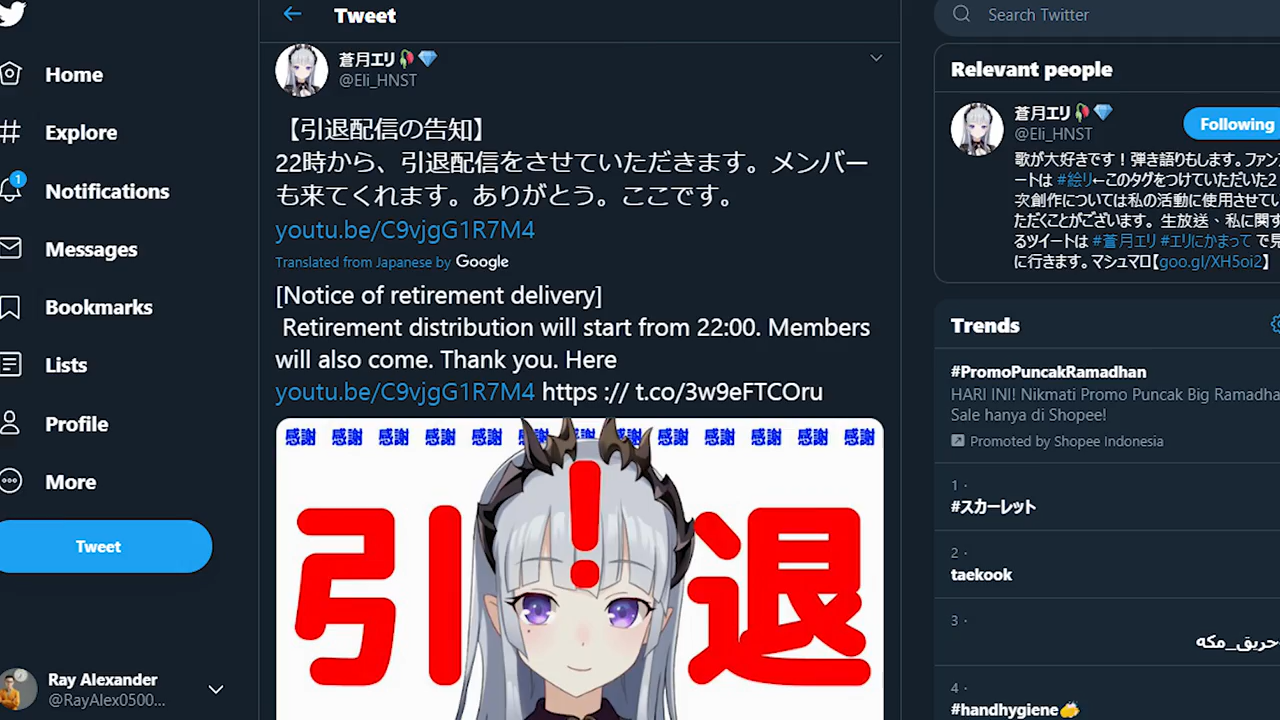 Home
Explore
1
Notifications
Messages
Bookmarks
Lists
Profile
More
Tweet
Ray Alexander
@RayAlex0500...
Tweet
蒼月エリ🥀💎
@Eli_HNST
【引退配信の告知】
22時から、引退配信をさせていただきます。メンバー
も来てくれます。ありがとう。ここです。
youtu.be/C9vjgG1R7M4
Translated from Japanese by Google
[Notice of retirement delivery]
Retirement distribution will start from 22:00. Members
will also come. Thank you. Here
youtu.be/C9vjgG1R7M4 https :// t.co/3w9eFTCOru
感謝 感謝 感謝 感謝 感謝 感謝 感謝 感謝 感謝 感謝 感謝
引!退
Search Twitter
Relevant people
蒼月エリ🥀💎
@Eli_HNST
Following
歌が大好きです！弾き語りもします。ファンア
ートは #絵リ←このタグをつけていただいた2
次創作については私の活動に使用させてい
ただくことがございます。 生放送、私に関す
るツイートは #蒼月エリ #エリにかまって で見
に行きます。マシュマロ【goo.gl/XH5oi2】
Trends
#PromoPuncakRamadhan
HARI INI! Nikmati Promo Puncak Big Ramadha
Sale hanya di Shopee!
Promoted by Shopee Indonesia
1 ·
#スカーレット
2 ·
taekook
3 ·
حريق_مكه
4 ·
#handhygiene